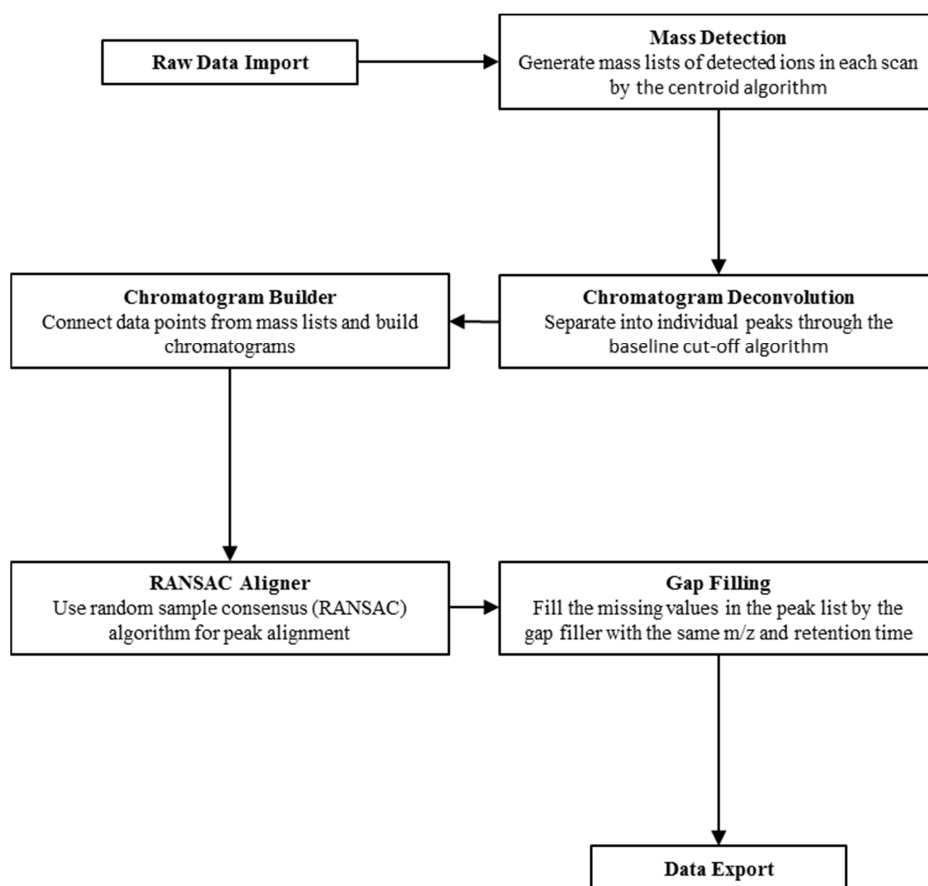 Raw Data Import
Mass Detection
Generate mass lists of detected ions in each scan
by the centroid algorithm
Chromatogram Deconvolution
Separate into individual peaks through the
baseline cut-off algorithm
Chromatogram Builder
Connect data points from mass lists and build
chromatograms
RANSAC Aligner
Use random sample consensus (RANSAC)
algorithm for peak alignment
Gap Filling
Fill the missing values in the peak list by the
gap filler with the same m/z and retention time
Data Export